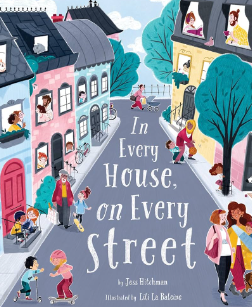 In
Every
House,
on Every
Street
by Jess Hitchman
Illustrated by Lili La Baleine